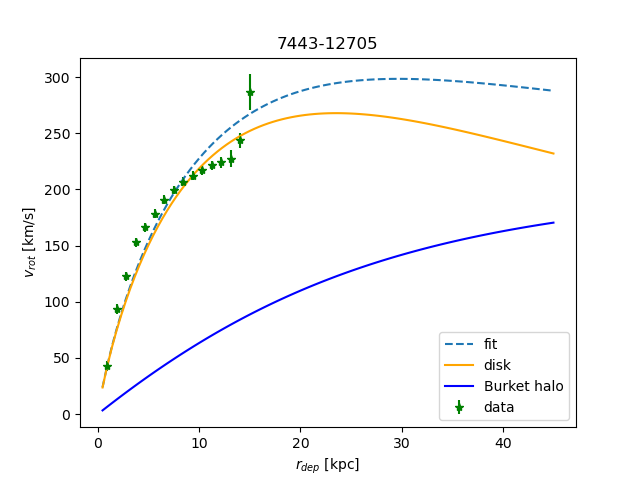 7443-12705
300
250
200
150
100
50
0
v_rot [km/s]
0 10 20 30 40
r_dep [kpc]
fit
disk
Burket halo
data